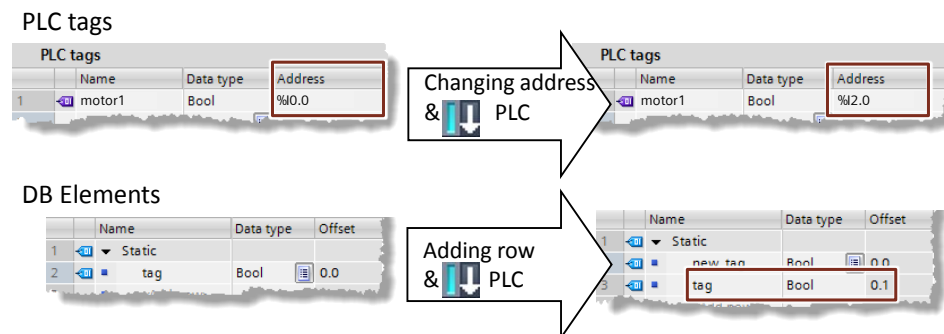 PLC tags
PLC tags
Name Data type Address
1 motor1 Bool %I0.0
Changing address
& PLC
PLC tags
Name Data type Address
motor1 Bool %I2.0
DB Elements
Name Data type Offset
1 Static
2 tag Bool 0.0
Adding row
& PLC
Name Data type Offset
1 Static
new tag Bool 0.0
3 tag Bool 0.1